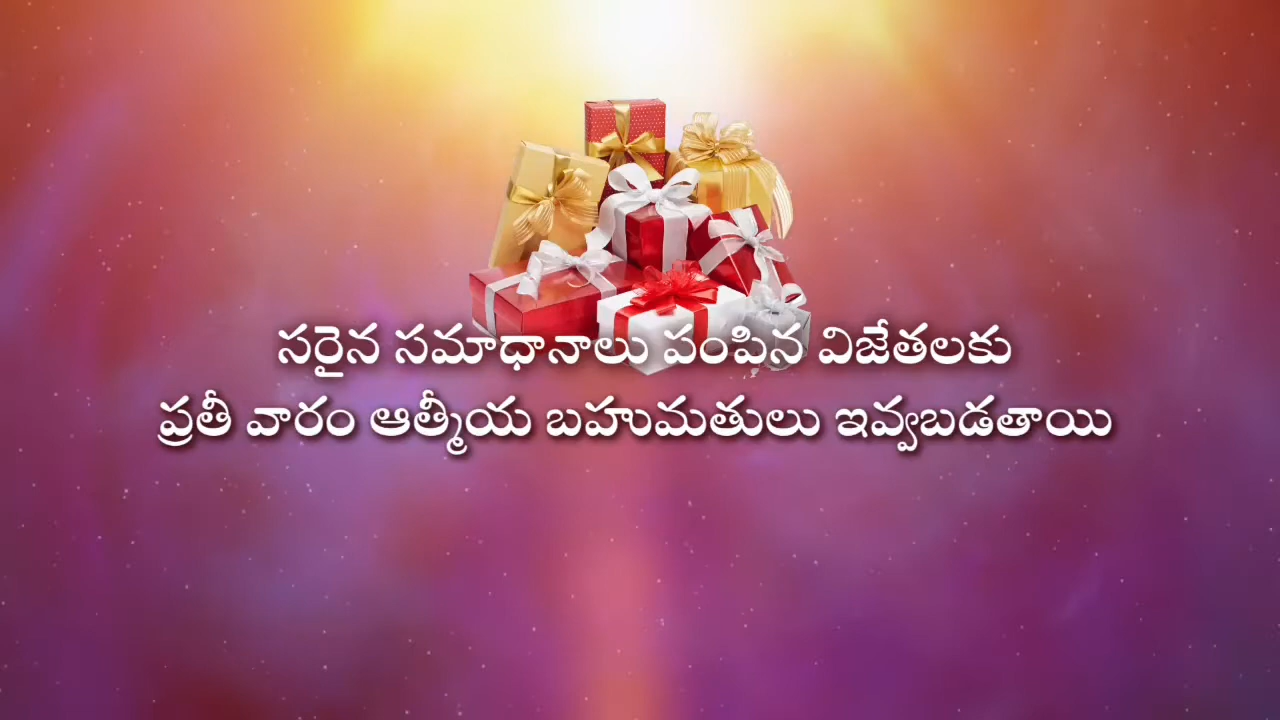 సరైన సమాధానాలు పంపిన విజేతలకు
ప్రతీ వారం ఆత్మీయ బహుమతులు ఇవ్వబడతాయి